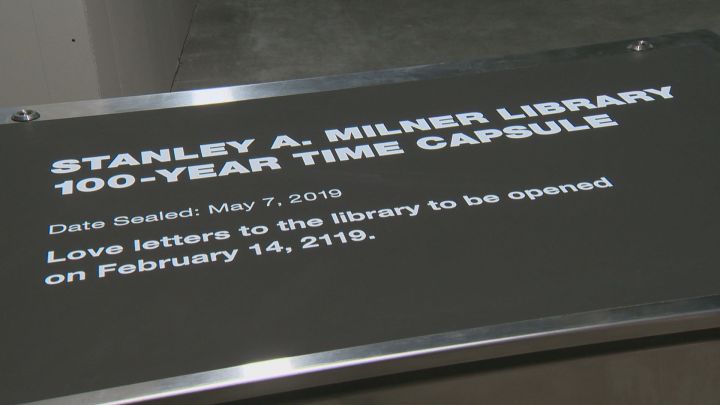 STANLEY A. MILNER LIBRARY
100-YEAR TIME CAPSULE
Date Sealed: May 7, 2019
Love letters to the library to be opened
on February 14, 2119.